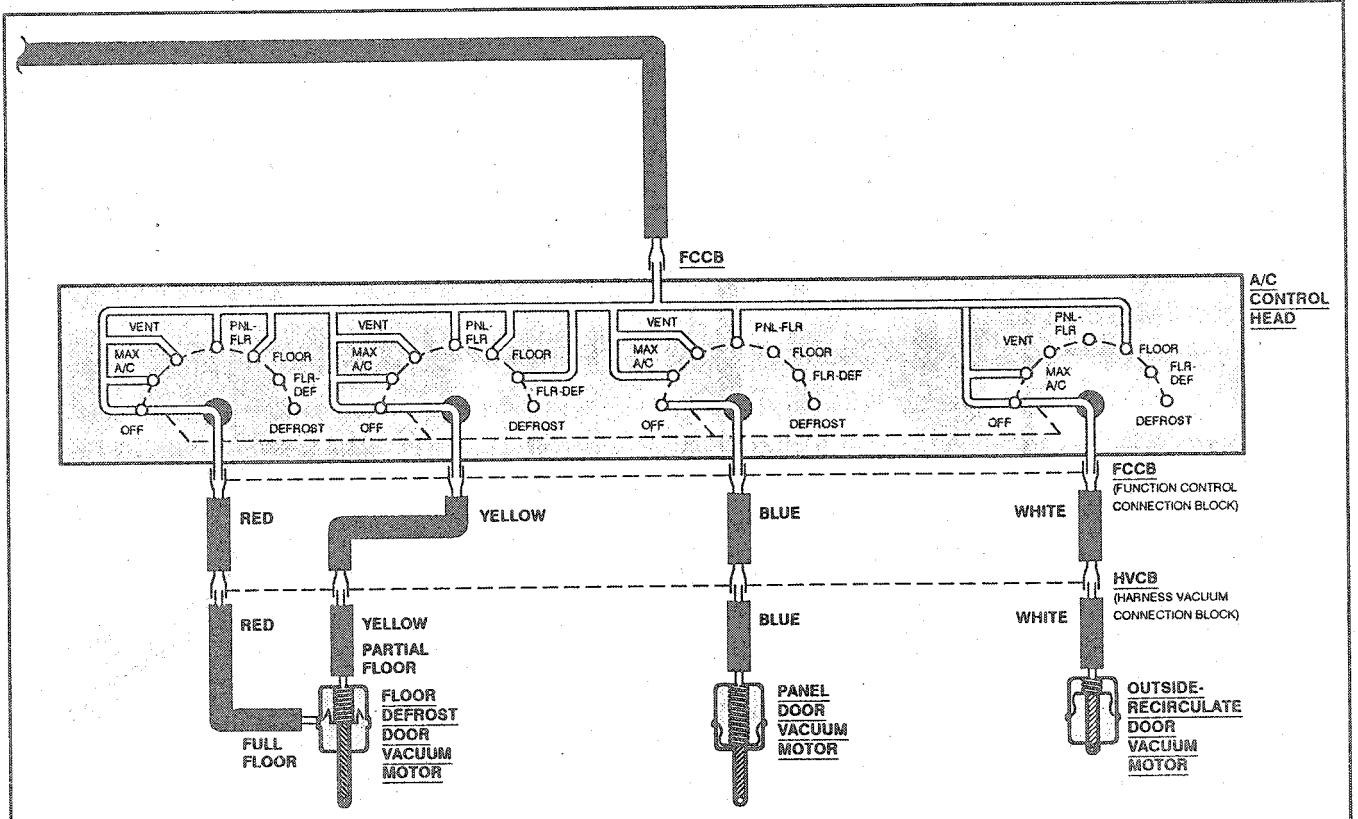 FCCB
A/C
CONTROL
HEAD
VENT
PNL-
FLR
MAX
A/C
FLOOR
FLR-
DEF
OFF
DEFROST
VENT
PNL-
FLR
MAX
A/C
FLOOR
FLR-DEF
OFF
DEFROST
VENT
PNL-FLR
MAX
A/C
FLOOR
FLR-DEF
OFF
DEFROST
PNL-
FLR
VENT
MAX
A/C
FLOOR
FLR-
DEF
OFF
DEFROST
FCCB
(FUNCTION CONTROL
CONNECTION BLOCK)
RED
YELLOW
BLUE
WHITE
HVCB
(HARNESS VACUUM
CONNECTION BLOCK)
RED
YELLOW
BLUE
WHITE
PARTIAL
FLOOR
FULL
FLOOR
FLOOR
DEFROST
DOOR
VACUUM
MOTOR
PANEL
DOOR
VACUUM
MOTOR
OUTSIDE-
RECIRCULATE
DOOR
VACUUM
MOTOR